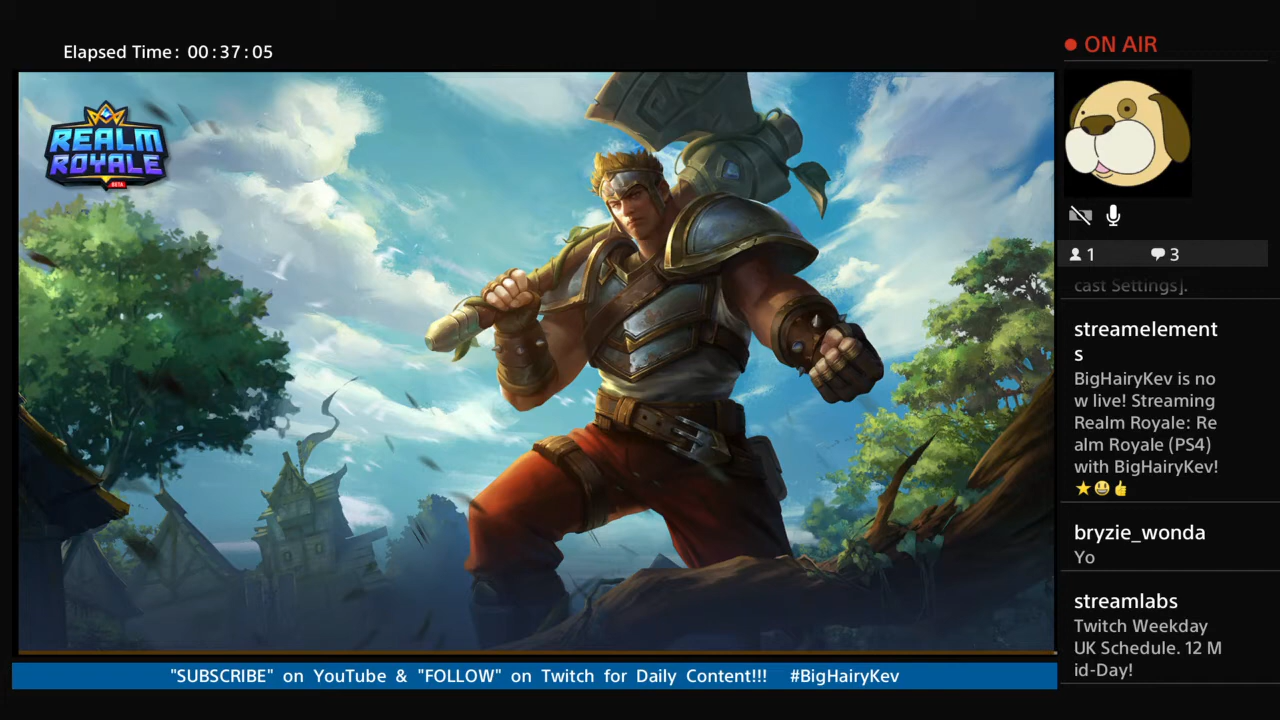 Elapsed Time: 00:37:05
REALM
ROYALE
BETA
ON AIR
1
3
cast Settings].
streamelement
s
BigHairyKev is no
w live! Streaming
Realm Royale: Re
alm Royale (PS4)
with BigHairyKev!
⭐😃👍
bryzie_wonda
Yo
streamlabs
Twitch Weekday
UK Schedule. 12 M
id-Day!
"SUBSCRIBE" on YouTube & "FOLLOW" on Twitch for Daily Content!!! #BigHairyKev